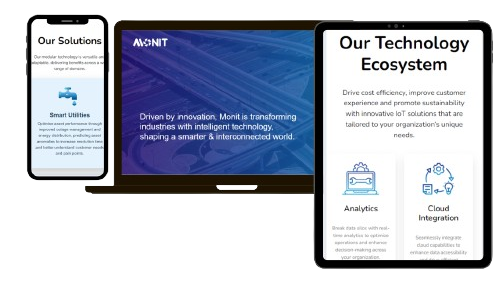 Our Solutions
Our modular technology is versatile and
adaptable, delivering benefits across a wide
range of domains.
Smart Utilities
Optimize asset performance through
improved outage management and
energy distribution, predicting asset
anomalies to increase resolution time
and better understand customer needs
and pain points.
MONIT
Driven by innovation, Monit is transforming
industries with intelligent technology,
shaping a smarter & interconnected world.
Our Technology
Ecosystem
Drive cost efficiency, improve customer
experience and promote sustainability
with innovative IoT solutions that are
tailored to your organization's unique
needs.
Analytics
Break data silos with real-
time analytics to optimize
operations and enhance
decision-making across
your organization.
Cloud
Integration
Seamlessly integrate
cloud capabilities to
enhance data accessibility